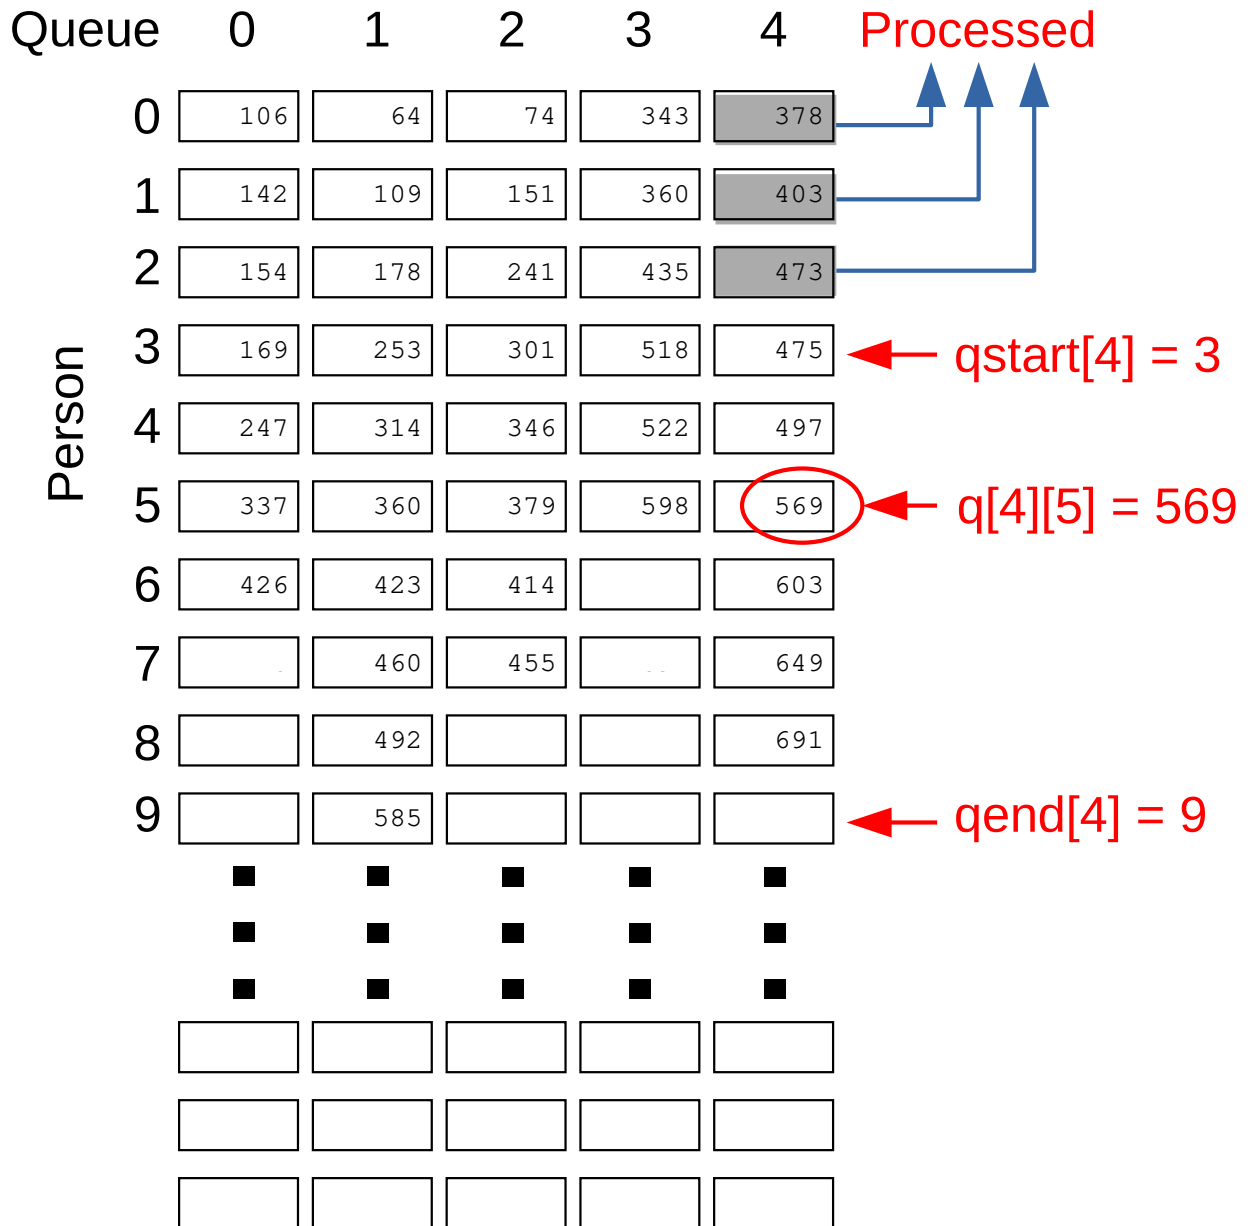 Queue 0 1 2 3 4 Processed
0 106 64 74 343 378
1 142 109 151 360 403
2 154 178 241 435 473
3 169 253 301 518 475 qstart[4] = 3
4 247 314 346 522 497
Person
5 337 360 379 598 569 q[4][5] = 569
6 426 423 414 603
7 460 455 649
8 492 691
9 585 qend[4] = 9